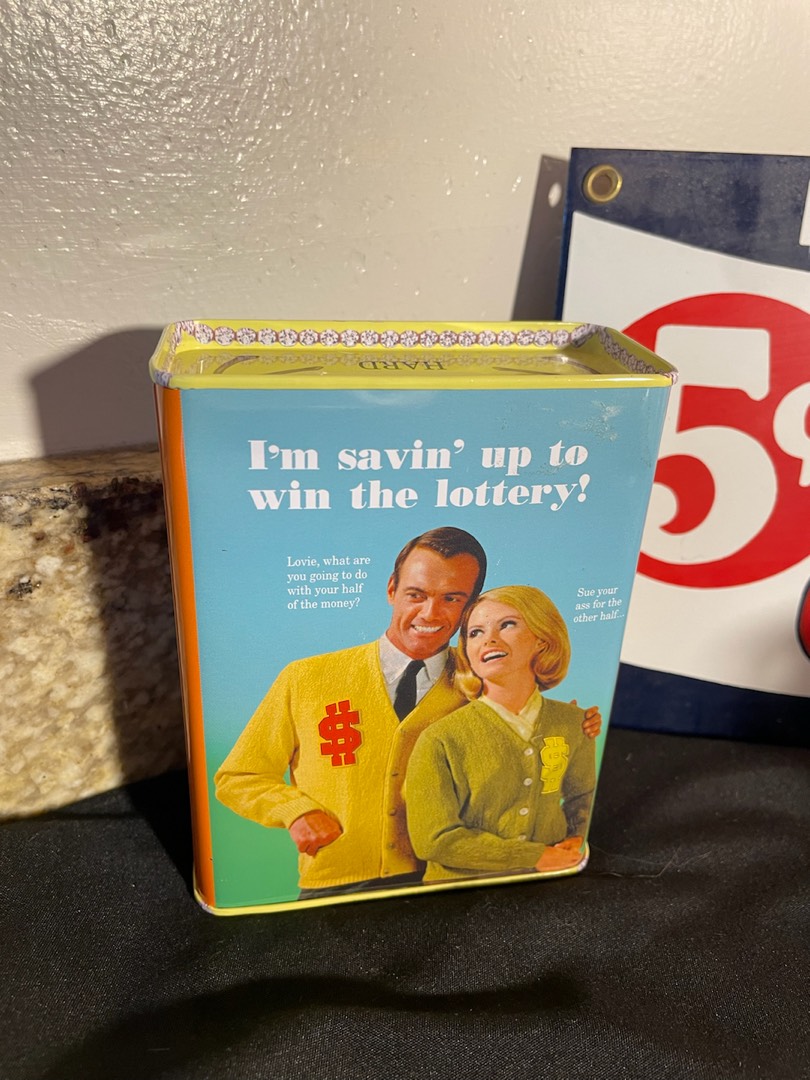 HARD
I'm savin' up to
win the lottery!
Lovie, what are
you going to do
with your half
of the money?
Sue your
ass for the
other half...
$
$
5¢